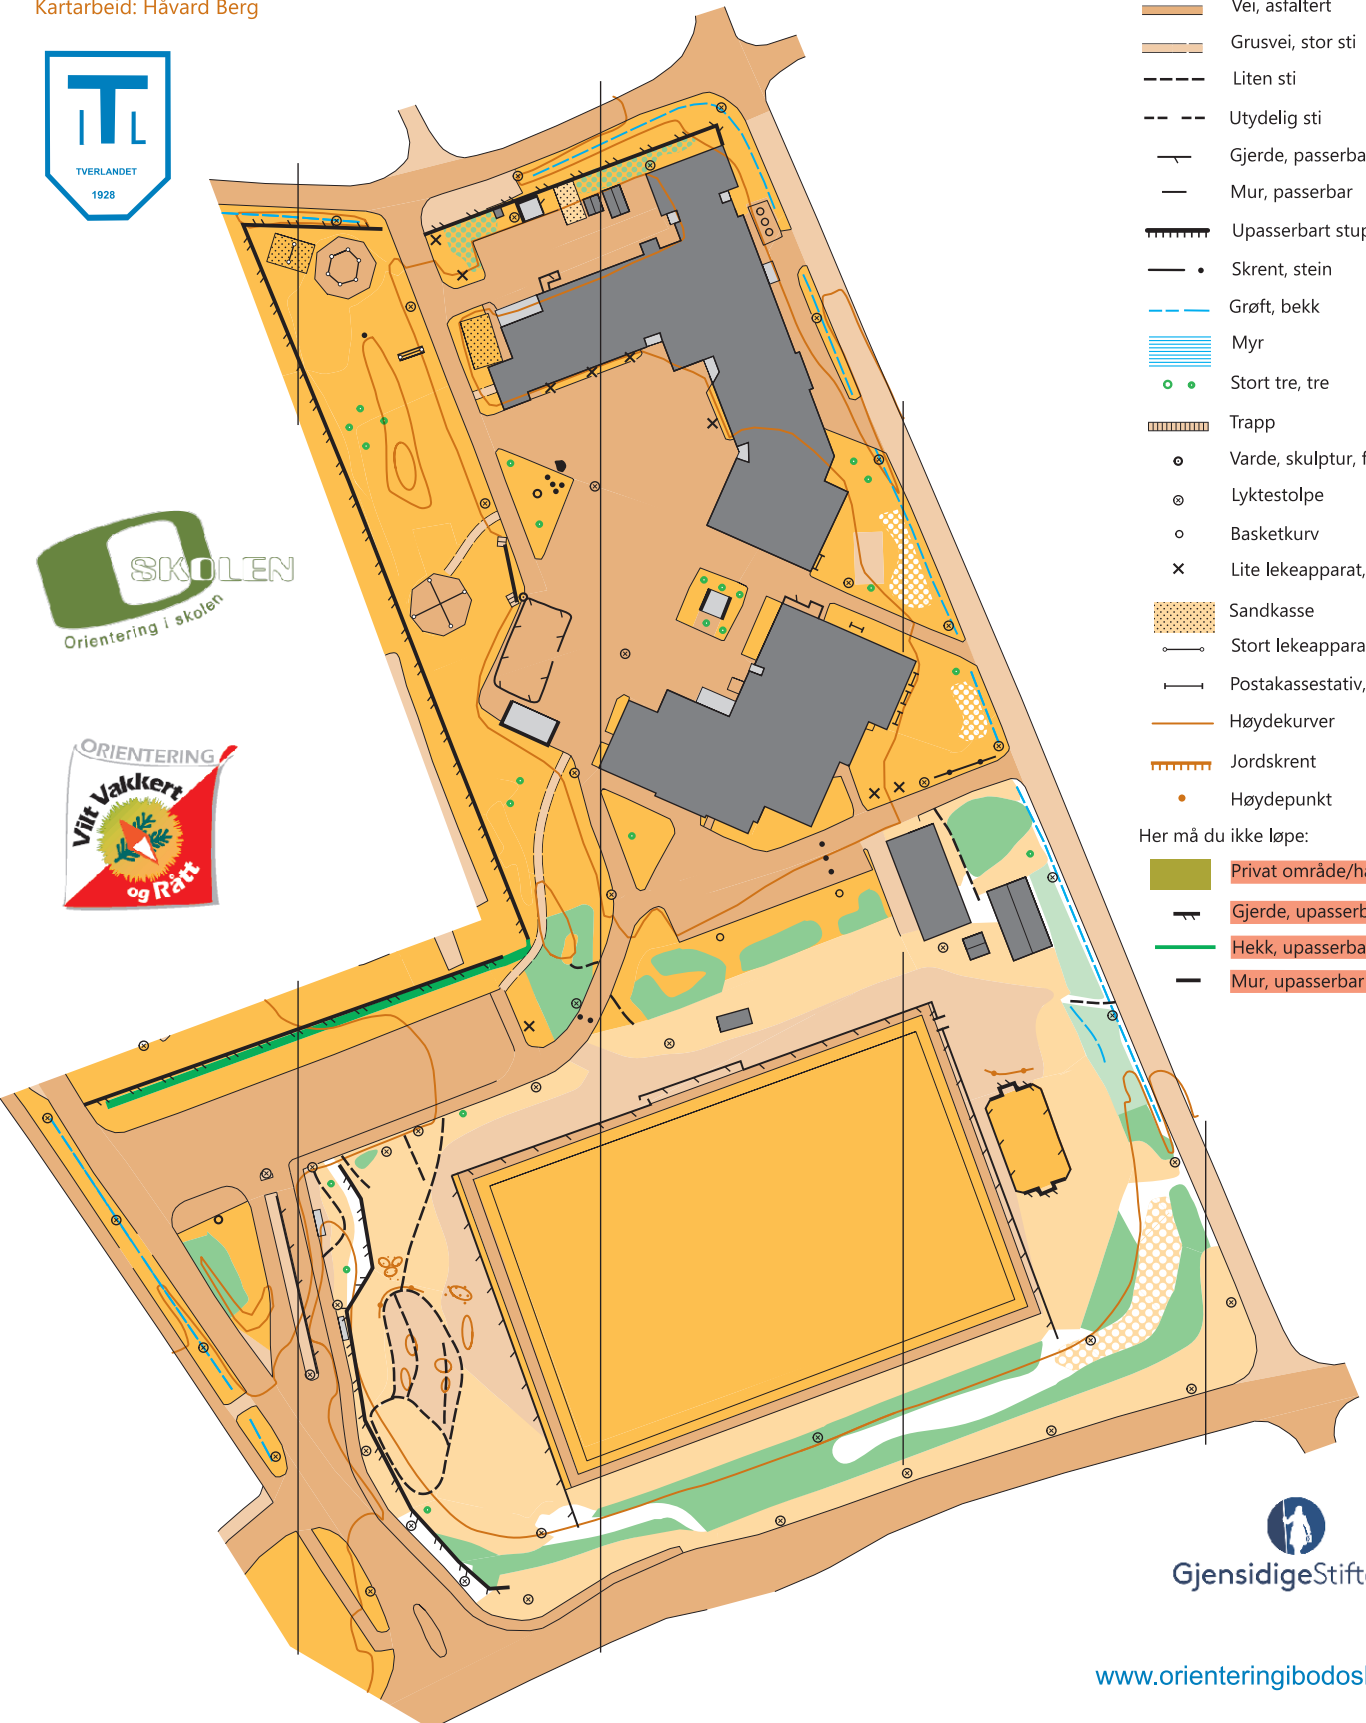 Kartarbeid: Håvard Berg
I T L
TVERLANDET
1928
SKOLEN
Orientering i skolen
ORIENTERING
Vilt Vakkert
og Rått
Vei, asfaltert
Grusvei, stor sti
Liten sti
Utydelig sti
Gjerde, passerba
Mur, passerbar
Upasserbart stup
Skrent, stein
Grøft, bekk
Myr
Stort tre, tre
Trapp
Varde, skulptur, f
Lyktestolpe
Basketkurv
Lite lekeapparat,
Sandkasse
Stort lekeappara
Postakassestativ,
Høydekurver
Jordskrent
Høydepunkt
Her må du ikke løpe:
Privat område/ha
Gjerde, upasserb
Hekk, upasserba
Mur, upasserbar
GjensidigeStift
www.orienteringibodosk